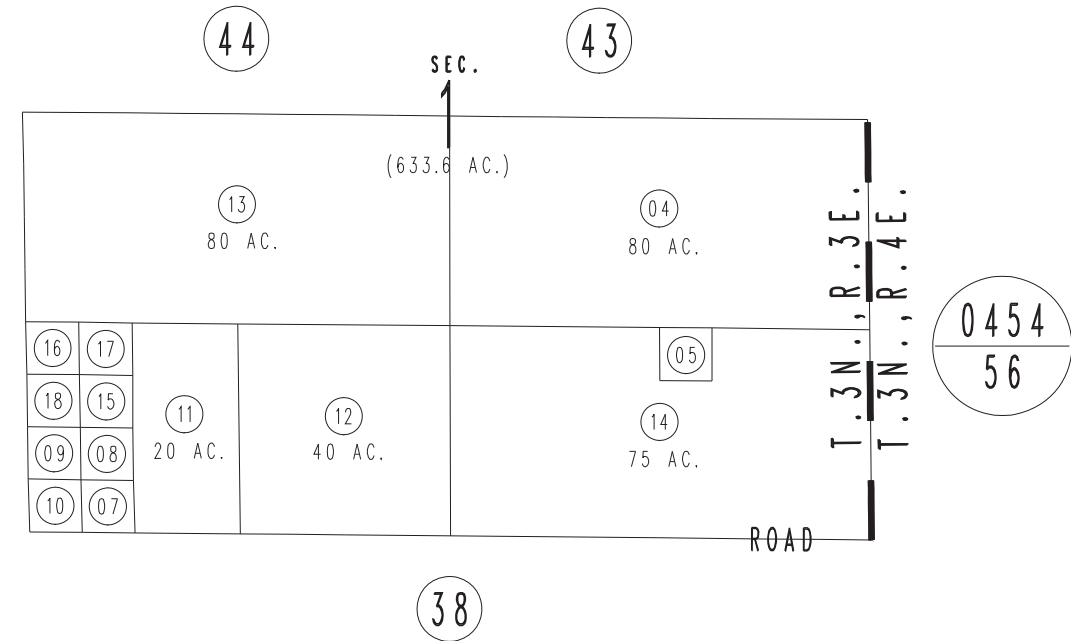 44
43
SEC.
1
(633.6 AC.)
13
80 AC.
04
80 AC.
T.3N., R.3E.
T.3N., R.4E.
0454
56
16
17
05
18
15
11
20 AC.
12
40 AC.
14
75 AC.
09
08
10
07
ROAD
38